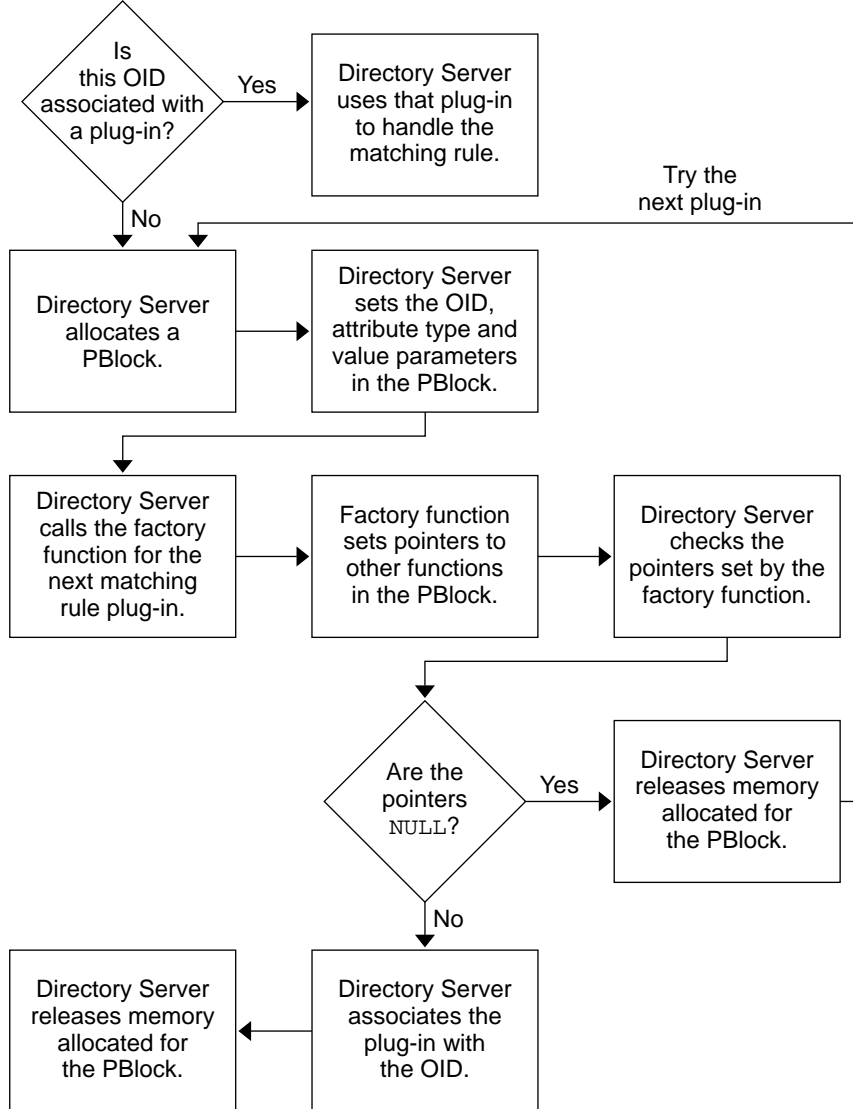 Is
this OID
associated with
a plug-in?
Yes
Directory Server
uses that plug-in
to handle the
matching rule.
Try the
next plug-in
No
Directory Server
allocates a
PBlock.
Directory Server
sets the OID,
attribute type and
value parameters
in the PBlock.
Directory Server
calls the factory
function for the
next matching
rule plug-in.
Factory function
sets pointers to
other functions
in the PBlock.
Directory Server
checks the
pointers set by the
factory function.
Are the
pointers
NULL?
Yes
Directory Server
releases memory
allocated for
the PBlock.
No
Directory Server
associates the
plug-in with
the OID.
Directory Server
releases memory
allocated for
the PBlock.